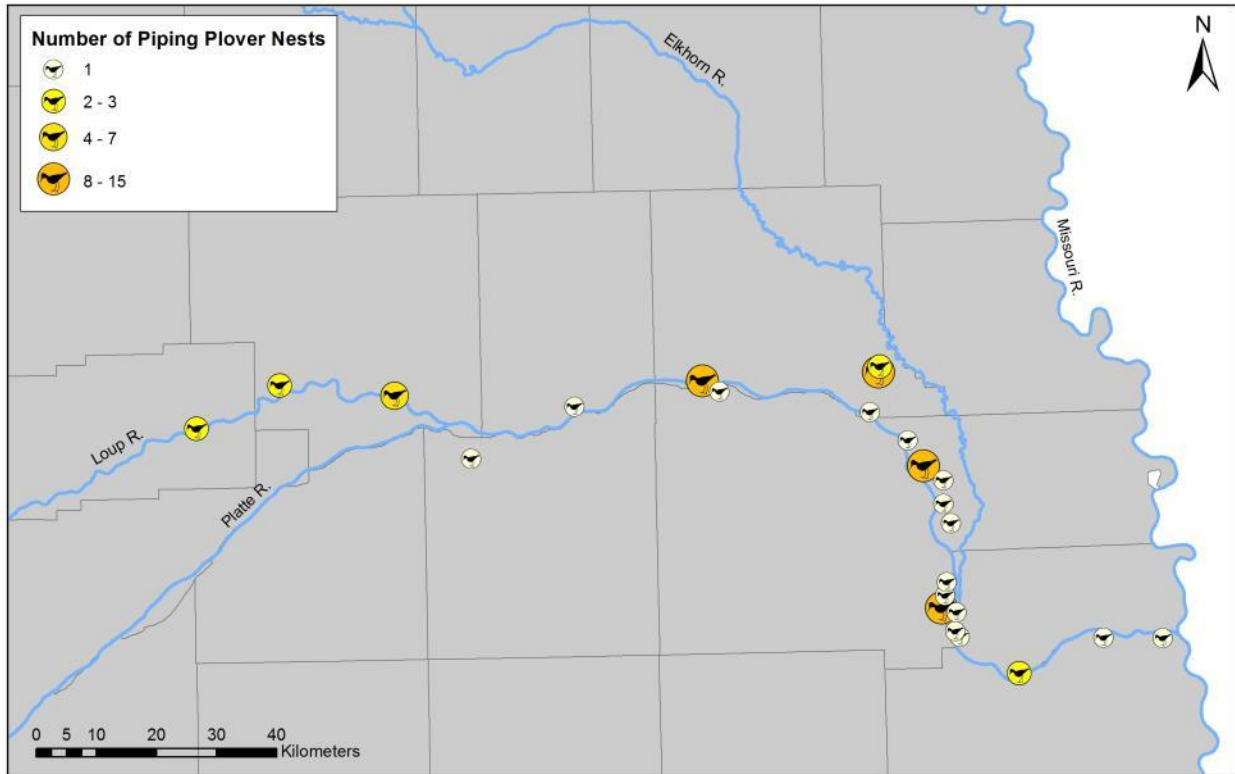 Number of Piping Plover Nests
1
2 - 3
4 - 7
8 - 15
N
Elkhorn R.
Missouri R.
Loup R.
Platte R.
0 5 10 20 30 40
Kilometers